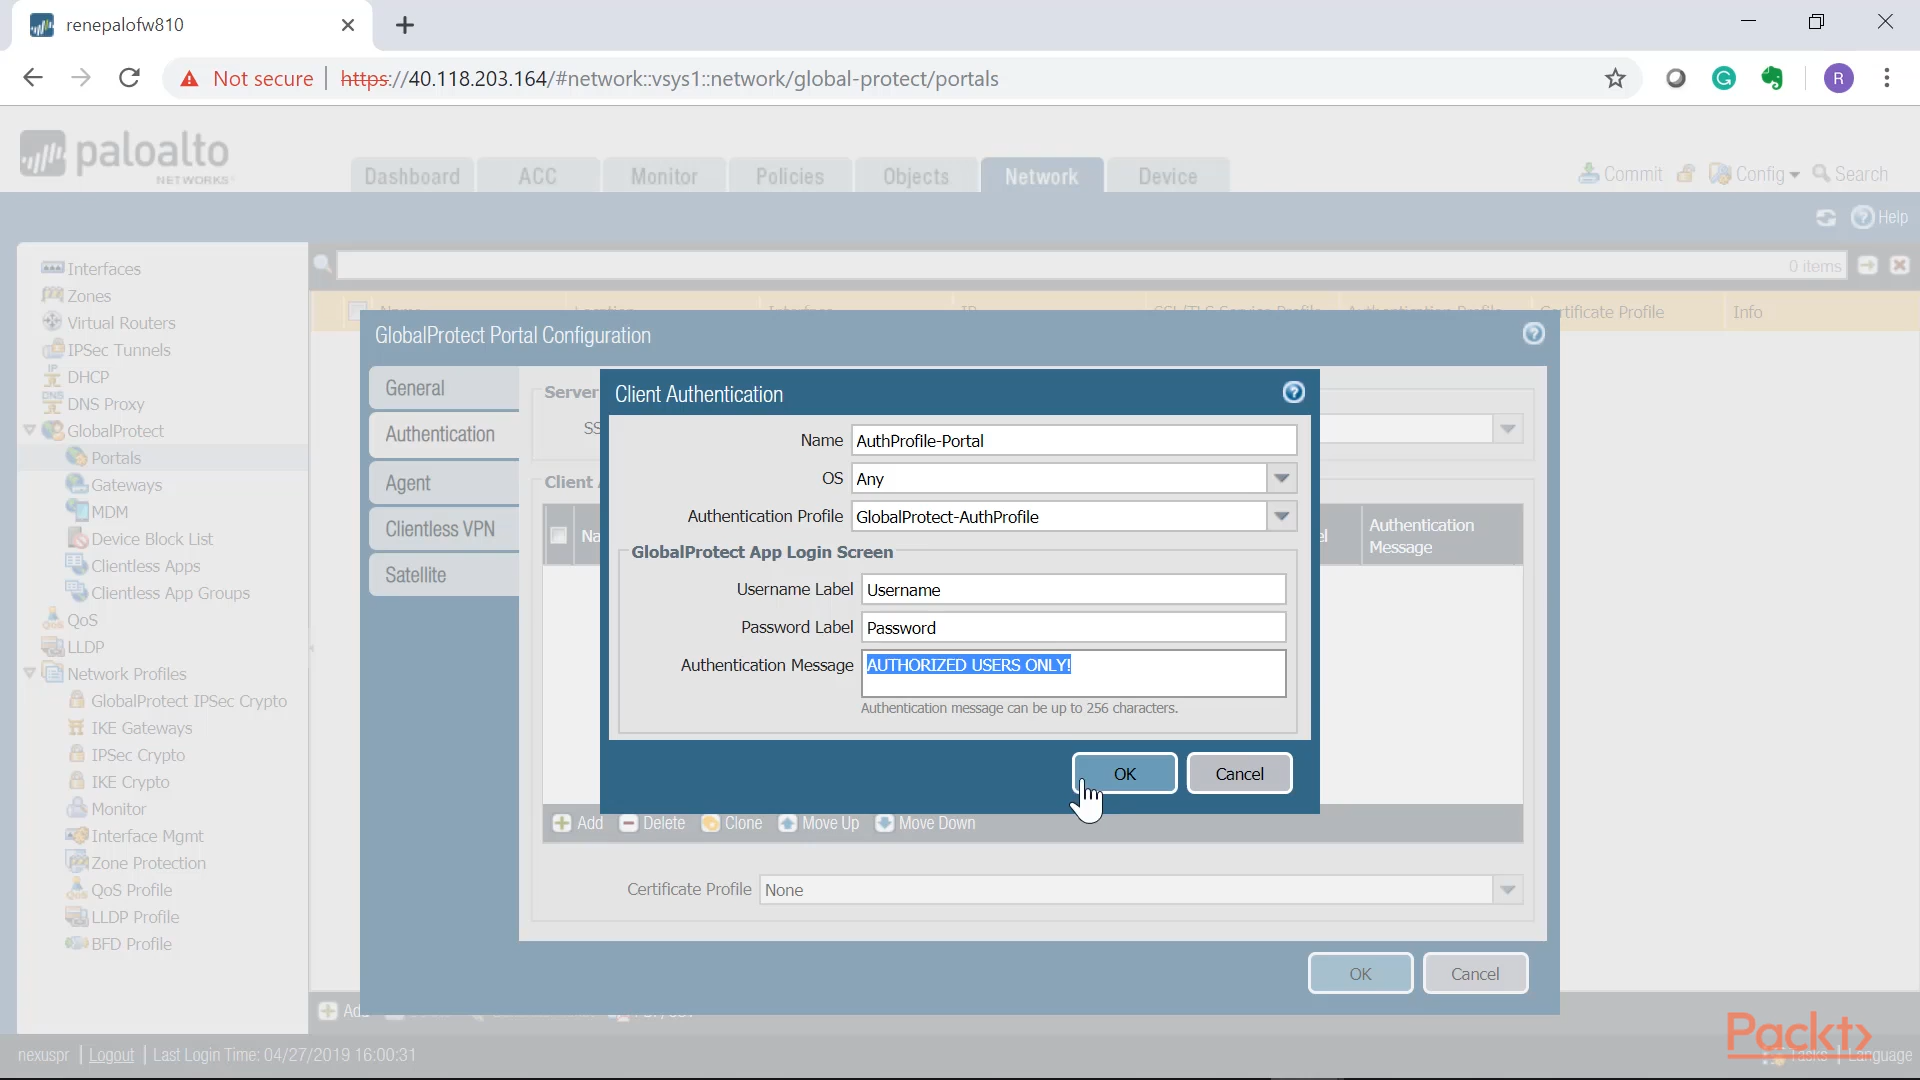 renepalofw810
Not secure https://40.118.203.164/#network::vsys1::network/global-protect/portals
R
paloalto
NETWORKS
Dashboard ACC Monitor Policies Objects Network Device
Commit Config Search
Help
Interfaces
Zones
Virtual Routers
IPSec Tunnels
DHCP
DNS Proxy
GlobalProtect
Portals
Gateways
MDM
Device Block List
Clientless Apps
Clientless App Groups
QoS
LLDP
Network Profiles
GlobalProtect IPSec Crypto
IKE Gateways
IPSec Crypto
IKE Crypto
Monitor
Interface Mgmt
Zone Protection
QoS Profile
LLDP Profile
BFD Profile
0 items
Name Location Interface IP SSL/TLS Service Profile Authentication Profile Certificate Profile Info
GlobalProtect Portal Configuration
General
Authentication
Agent
Clientless VPN
Satellite
Server
SS
Client A
Na
Authentication
Message
Client Authentication
Name AuthProfile-Portal
OS Any
Authentication Profile GlobalProtect-AuthProfile
GlobalProtect App Login Screen
Username Label Username
Password Label Password
Authentication Message AUTHORIZED USERS ONLY!
Authentication message can be up to 256 characters.
OK Cancel
Add Delete Clone Move Up Move Down
Certificate Profile None
OK Cancel
Add
nexuspr Logout Last Login Time: 04/27/2019 16:00:31
Packt>
Tasks Language